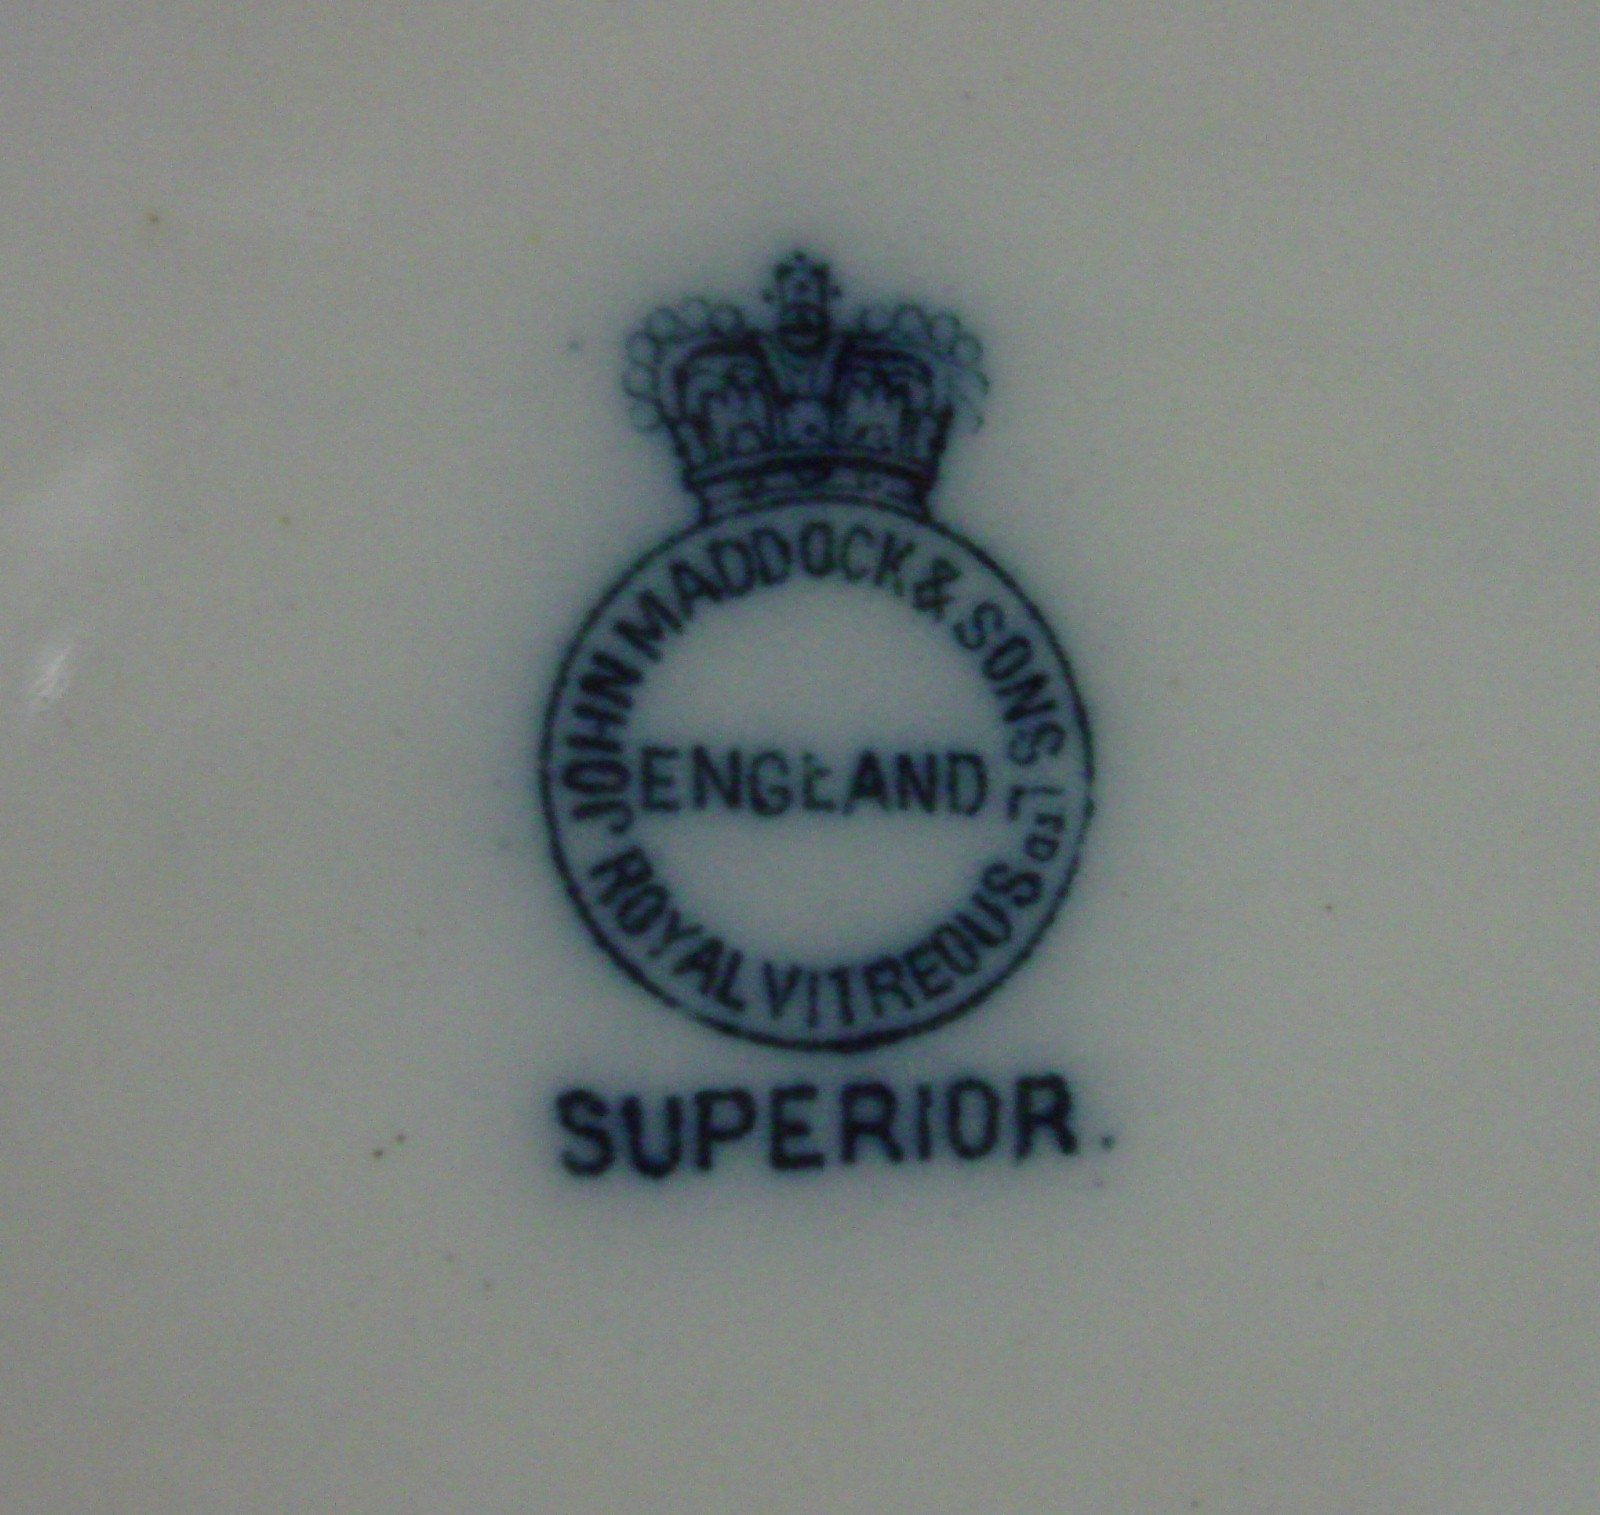 JOHN MADDOCK & SONS LTD
ENGLAND
ROYAL VITREOUS
SUPERIOR.